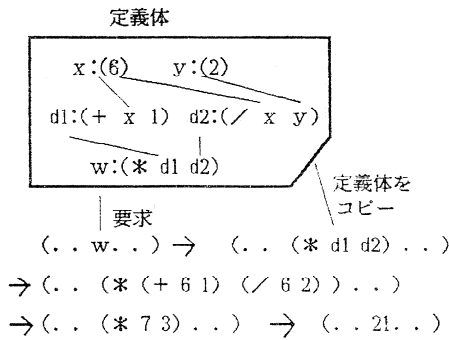 定義体
x:(6) y:(2)
d1:(+ x 1) d2:(/ x y)
w:(* d1 d2)
定義体を
コピー
要求
(. . w. . ) → (. . (* d1 d2) . . )
→ (. . (* (+ 6 1) (/ 6 2) ) . . )
→ (. . (* 7 3) . . ) → (. . 21. . )